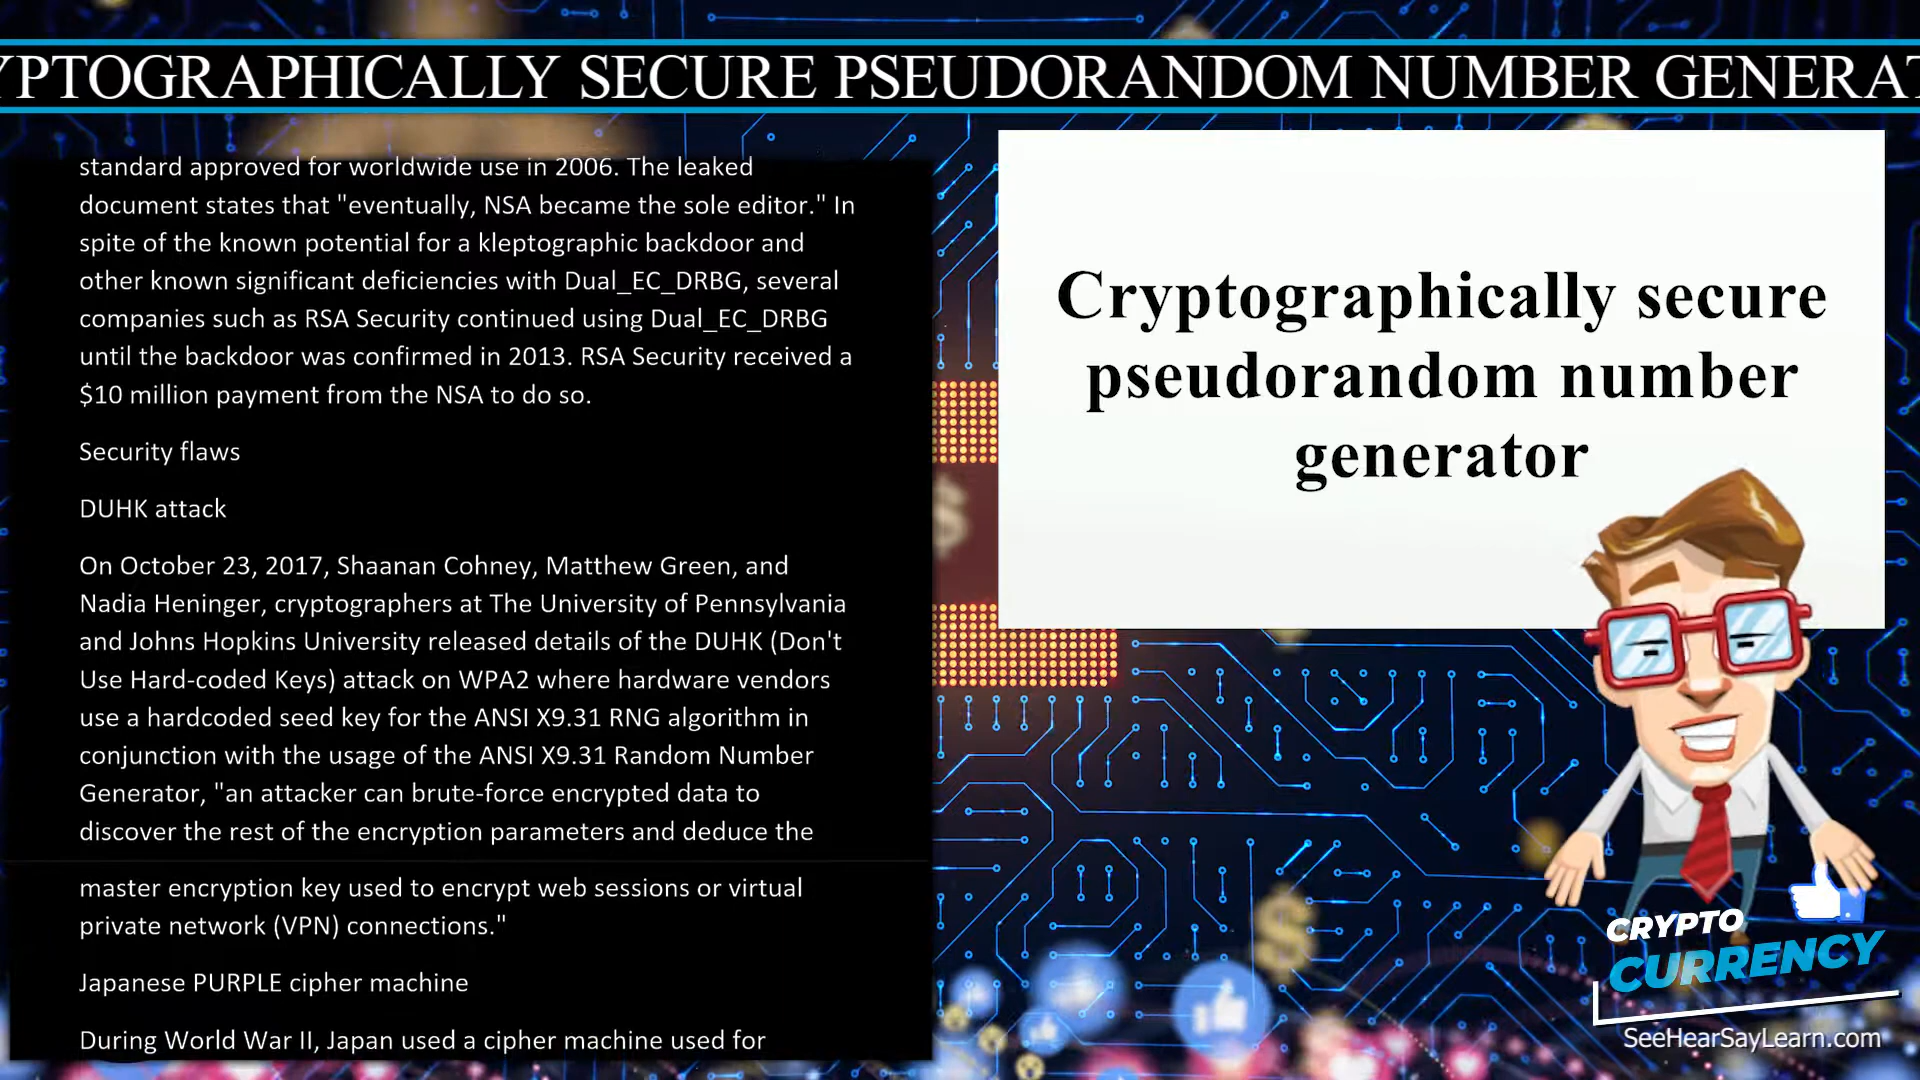 YPTOGRAPHICALLY SECURE PSEUDORANDOM NUMBER GENERAT
standard approved for worldwide use in 2006. The leaked
document states that "eventually, NSA became the sole editor." In
spite of the known potential for a kleptographic backdoor and
other known significant deficiencies with Dual_EC_DRBG, several
companies such as RSA Security continued using Dual_EC_DRBG
until the backdoor was confirmed in 2013. RSA Security received a
$10 million payment from the NSA to do so.
Security flaws
DUHK attack
On October 23, 2017, Shaanan Cohney, Matthew Green, and
Nadia Heninger, cryptographers at The University of Pennsylvania
and Johns Hopkins University released details of the DUHK (Don't
Use Hard-coded Keys) attack on WPA2 where hardware vendors
use a hardcoded seed key for the ANSI X9.31 RNG algorithm in
conjunction with the usage of the ANSI X9.31 Random Number
Generator, "an attacker can brute-force encrypted data to
discover the rest of the encryption parameters and deduce the
master encryption key used to encrypt web sessions or virtual
private network (VPN) connections."
Japanese PURPLE cipher machine
During World War II, Japan used a cipher machine used for
Cryptographically secure
pseudorandom number
generator
CRYPTO
CURRENCY
SeeHearSayLearn.com